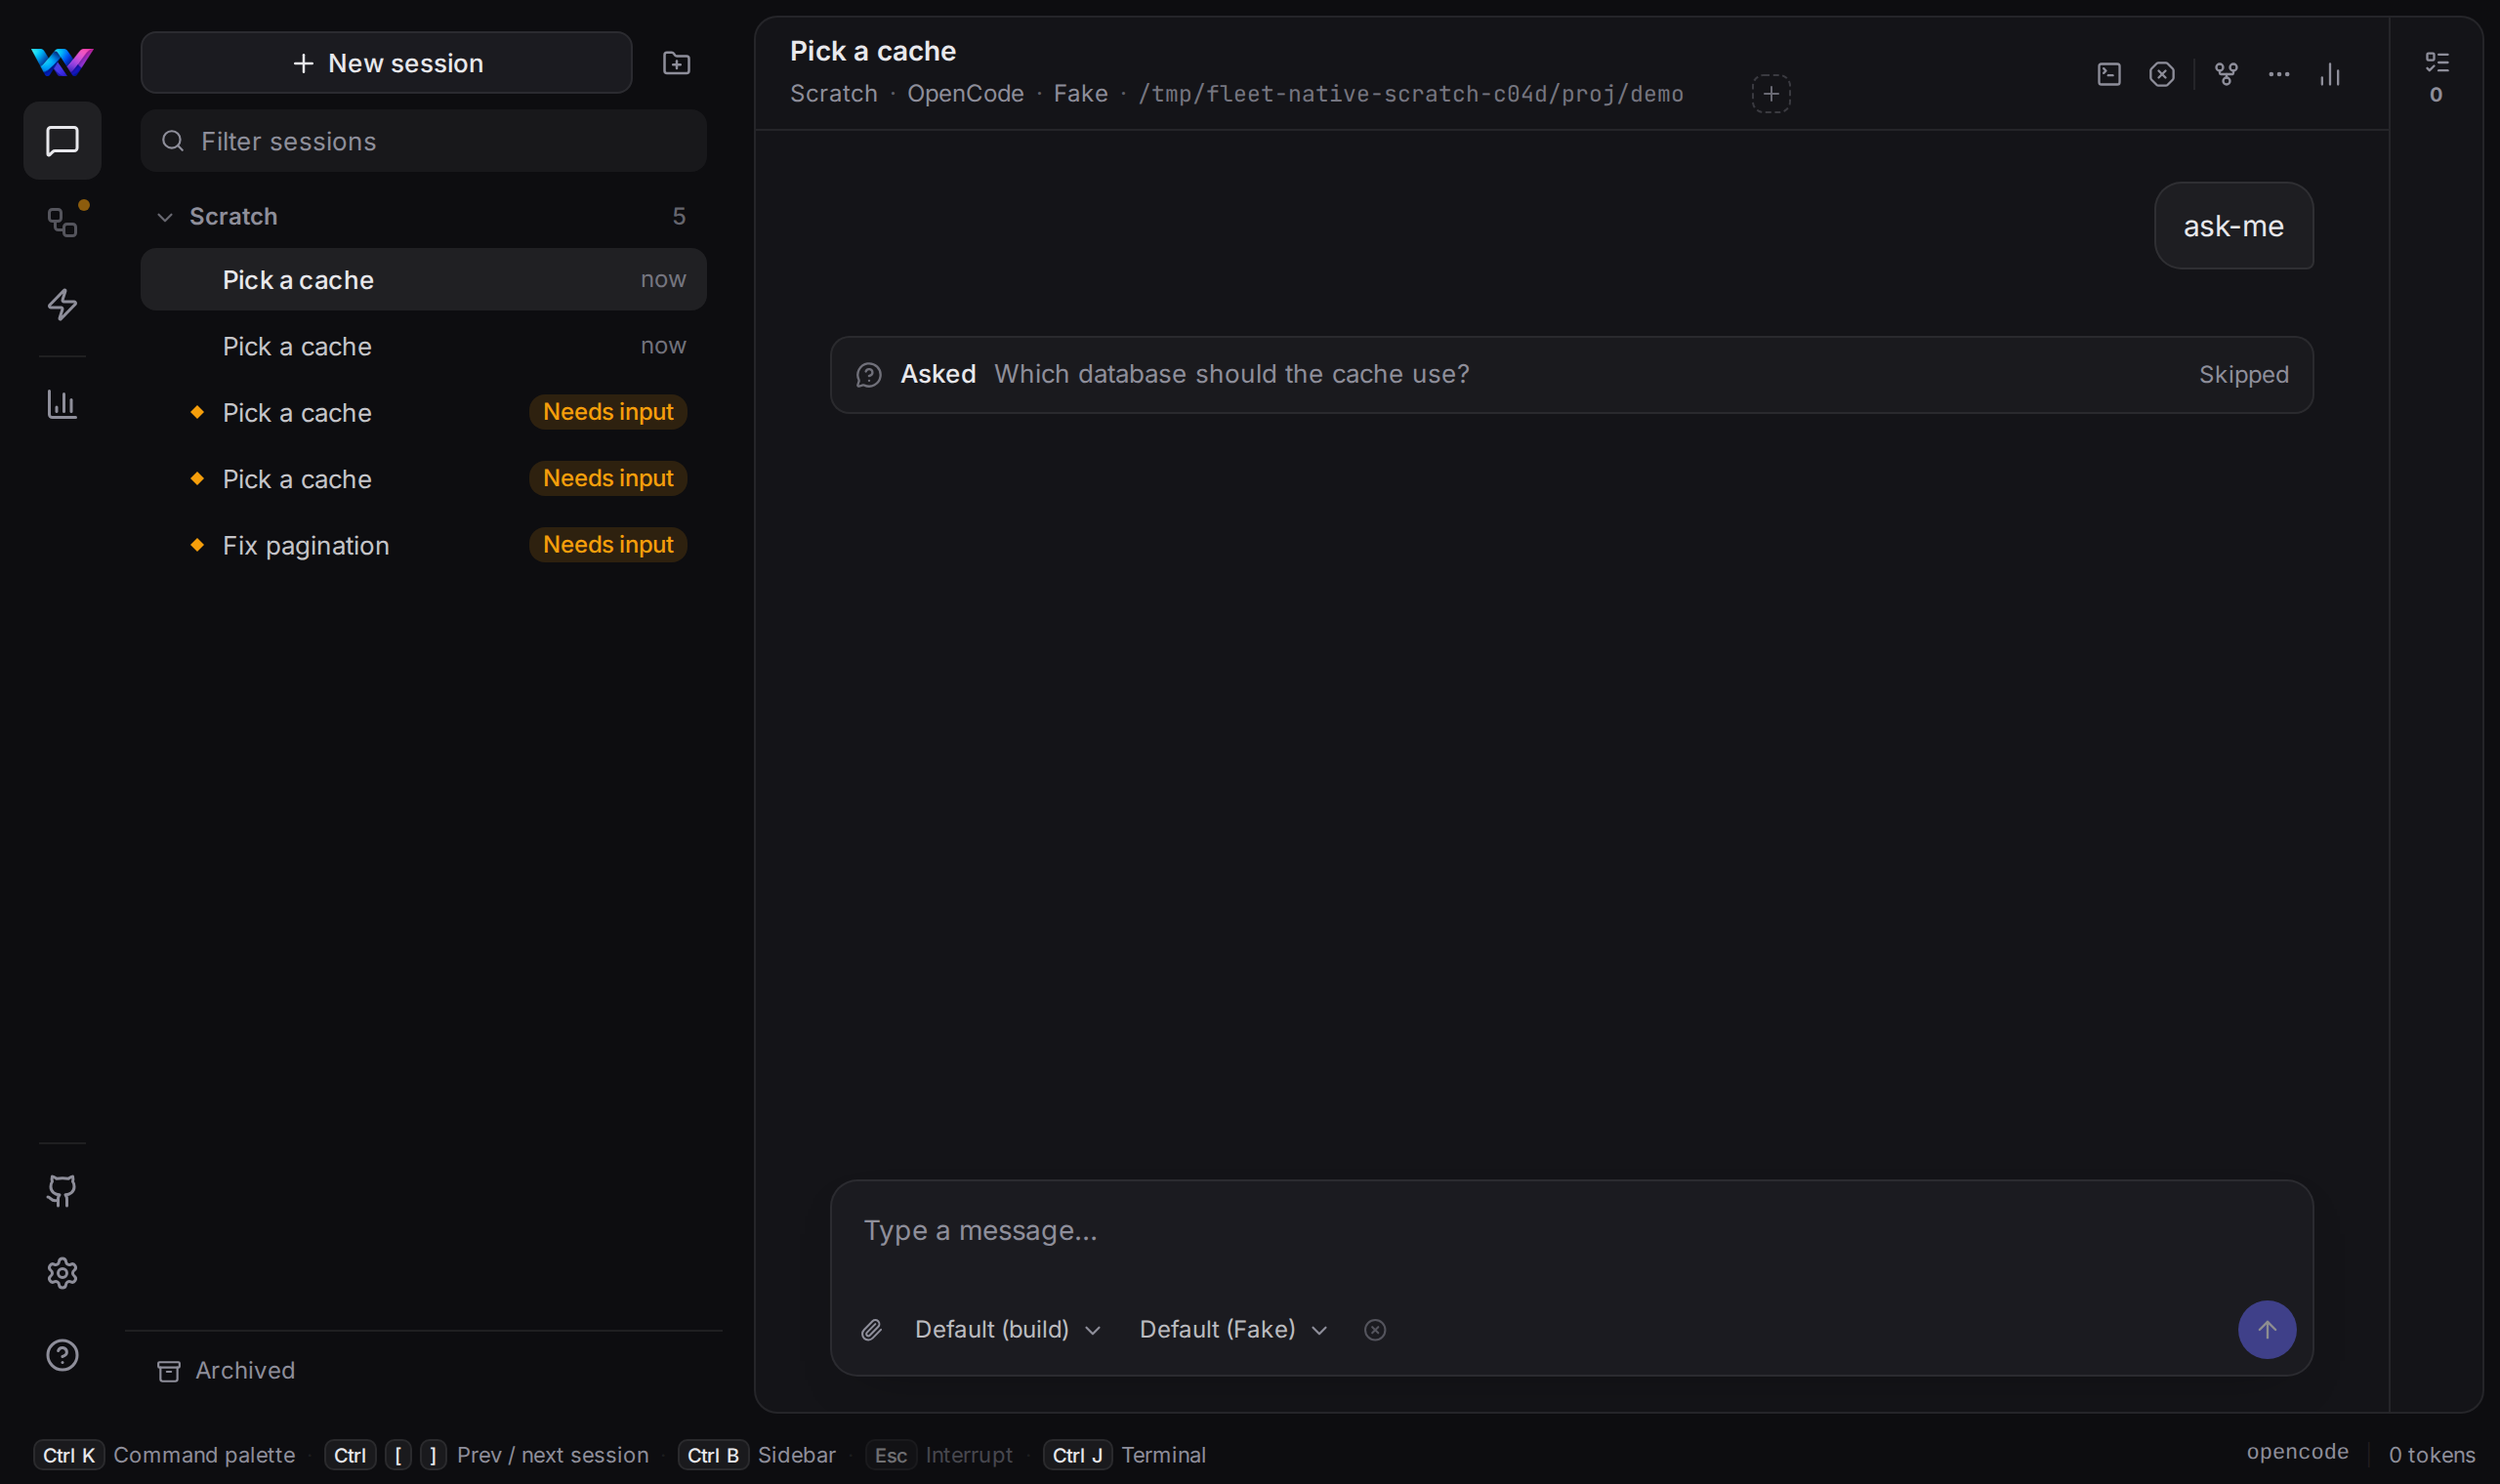 New session
Filter sessions
Scratch 5
Pick a cache now
Pick a cache now
Pick a cache Needs input
Pick a cache Needs input
Fix pagination Needs input
Archived
Pick a cache
Scratch · OpenCode · Fake · /tmp/fleet-native-scratch-c04d/proj/demo
0
ask-me
Asked Which database should the cache use? Skipped
Type a message...
Default (build) Default (Fake)
Ctrl K Command palette · Ctrl [ ] Prev / next session · Ctrl B Sidebar · Esc Interrupt · Ctrl J Terminal
opencode 0 tokens